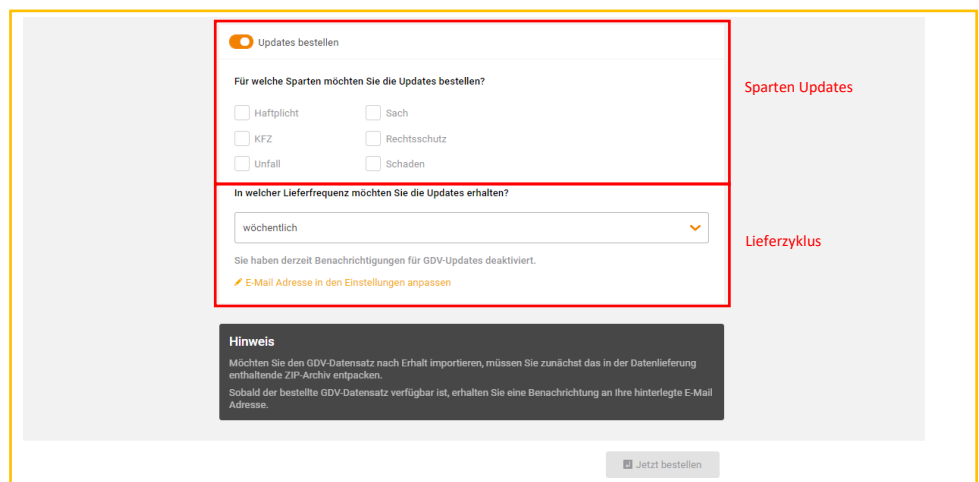 Updates bestellen
Für welche Sparten möchten Sie die Updates bestellen?
Sparten Updates
Haftplicht
Sach
KFZ
Rechtsschutz
Unfall
Schaden
In welcher Lieferfrequenz möchten Sie die Updates erhalten?
wöchentlich
Lieferzyklus
Sie haben derzeit Benachrichtigungen für GDV-Updates deaktiviert.
E-Mail Adresse in den Einstellungen anpassen
Hinweis
Möchten Sie den GDV-Datensatz nach Erhalt importieren, müssen Sie zunächst das in der Datenlieferung
enthaltende ZIP-Archiv entpacken.
Sobald der bestellte GDV-Datensatz verfügbar ist, erhalten Sie eine Benachrichtung an Ihre hinterlegte E-Mail
Adresse.
Jetzt bestellen